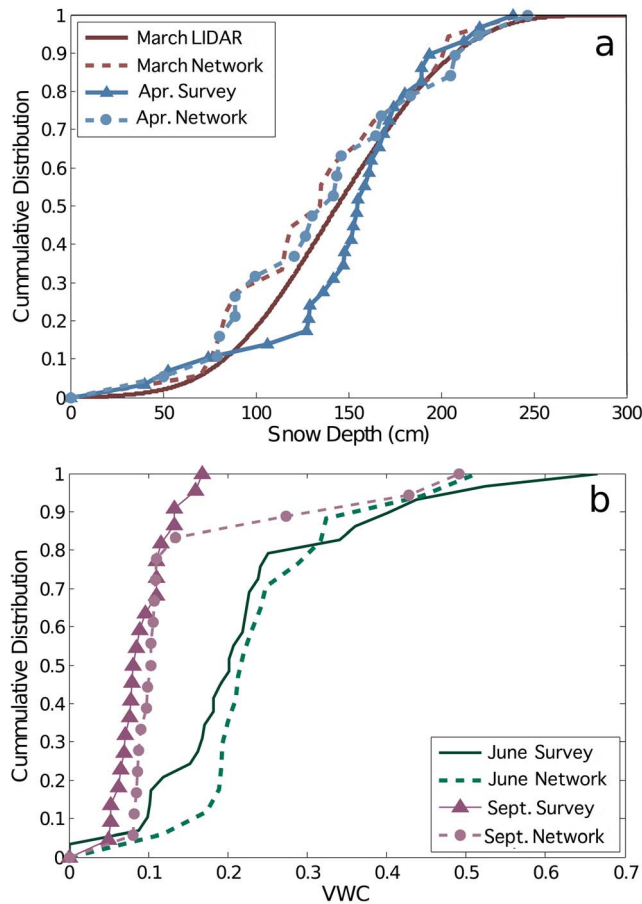 1
0.9
0.8
0.7
0.6
0.5
0.4
0.3
0.2
0.1
0
Cummulative Distribution
a
March LIDAR
March Network
Apr. Survey
Apr. Network
0 50 100 150 200 250 300
Snow Depth (cm)
1
0.9
0.8
0.7
0.6
0.5
0.4
0.3
0.2
0.1
0
Cummulative Distribution
b
June Survey
June Network
Sept. Survey
Sept. Network
0 0.1 0.2 0.3 0.4 0.5 0.6 0.7
VWC